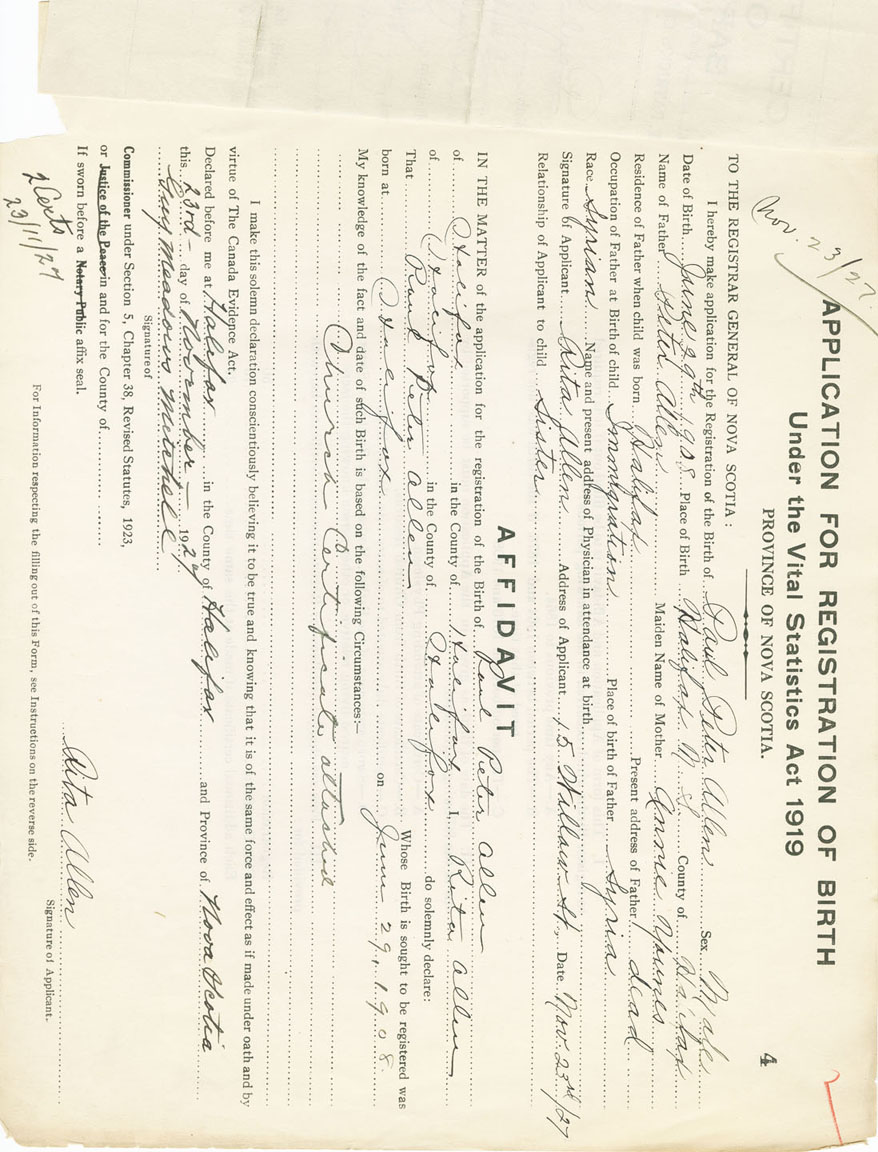 Nov. 23/27.
APPLICATION FOR REGISTRATION OF BIRTH
Under the Vital Statistics Act 1919
4
PROVINCE OF NOVA SCOTIA.
TO THE REGISTRAR GENERAL OF NOVA SCOTIA :
I hereby make application for the Registration of the Birth of Paul Peter Allen Sex Male
Date of Birth June 29th 1908 Place of Birth Halifax N S County of Halifax
Name of Father Peter Allen Maiden Name of Mother Annie
Residence of Father when child was born Halifax Present address of Father dead
Occupation of Father at Birth of child Immigration Place of birth of Father Syria
Race Syrian Name and present address of Physician in attendance at birth
Signature of Applicant Rita Allen Address of Applicant 15 Willow St., Date Nov. 23rd/27
Relationship of Applicant to child Sister
AFFIDAVIT
IN THE MATTER of the application for the registration of the Birth of Paul Peter Allen
of Halifax in the County of Halifax I, Rita Allen
of Halifax in the County of Halifax do solemnly declare:
That Paul Peter Allen Whose Birth is sought to be registered was
born at Halifax on June 29, 1908
My knowledge of the fact and date of such Birth is based on the following Circumstances:—
Church Certificate attached
I make this solemn declaration conscientiously believing it to be true and knowing that it is of the same force and effect as if made under oath and by
virtue of The Canada Evidence Act.
Declared before me at Halifax in the County of Halifax and Province of Nova Scotia
this 23rd day of November 1927
Guy Meadows Mitchell
Signature of
Rita Allen
Signature of Applicant.
Commissioner under Section 5, Chapter 38, Revised Statutes, 1923,
or Justice of the Peace in and for the County of
If sworn before a Notary Public affix seal.
2 Certs
23/11/27
For Information respecting the filling out of this Form, see Instructions on the reverse side.